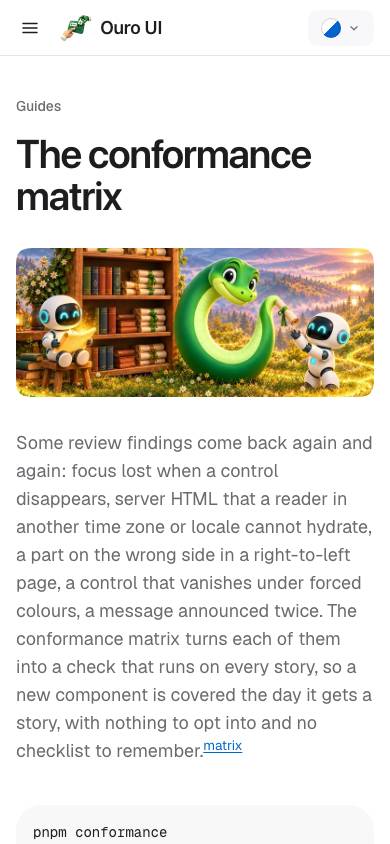 Ouro UI
Guides
The conformance
matrix
Some review findings come back again and
again: focus lost when a control
disappears, server HTML that a reader in
another time zone or locale cannot hydrate,
a part on the wrong side in a right-to-left
page, a control that vanishes under forced
colours, a message announced twice. The
conformance matrix turns each of them
into a check that runs on every story, so a
new component is covered the day it gets a
story, with nothing to opt into and no
checklist to remember.matrix
pnpm conformance